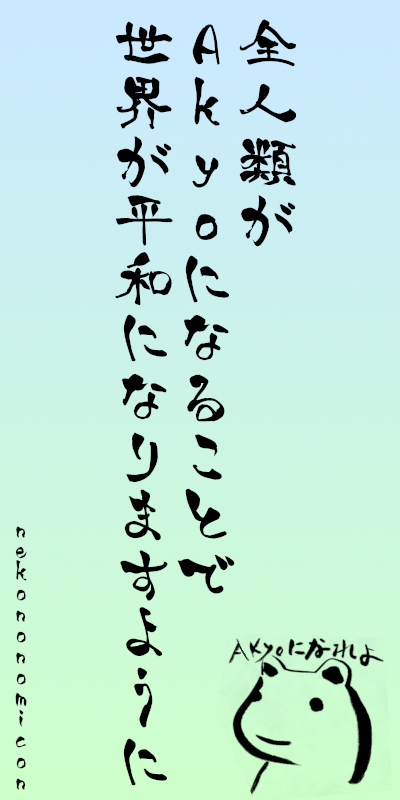 全人類が
Akyoになることで
世界が平和になりますように
Akyoになれよ
nekononomicon